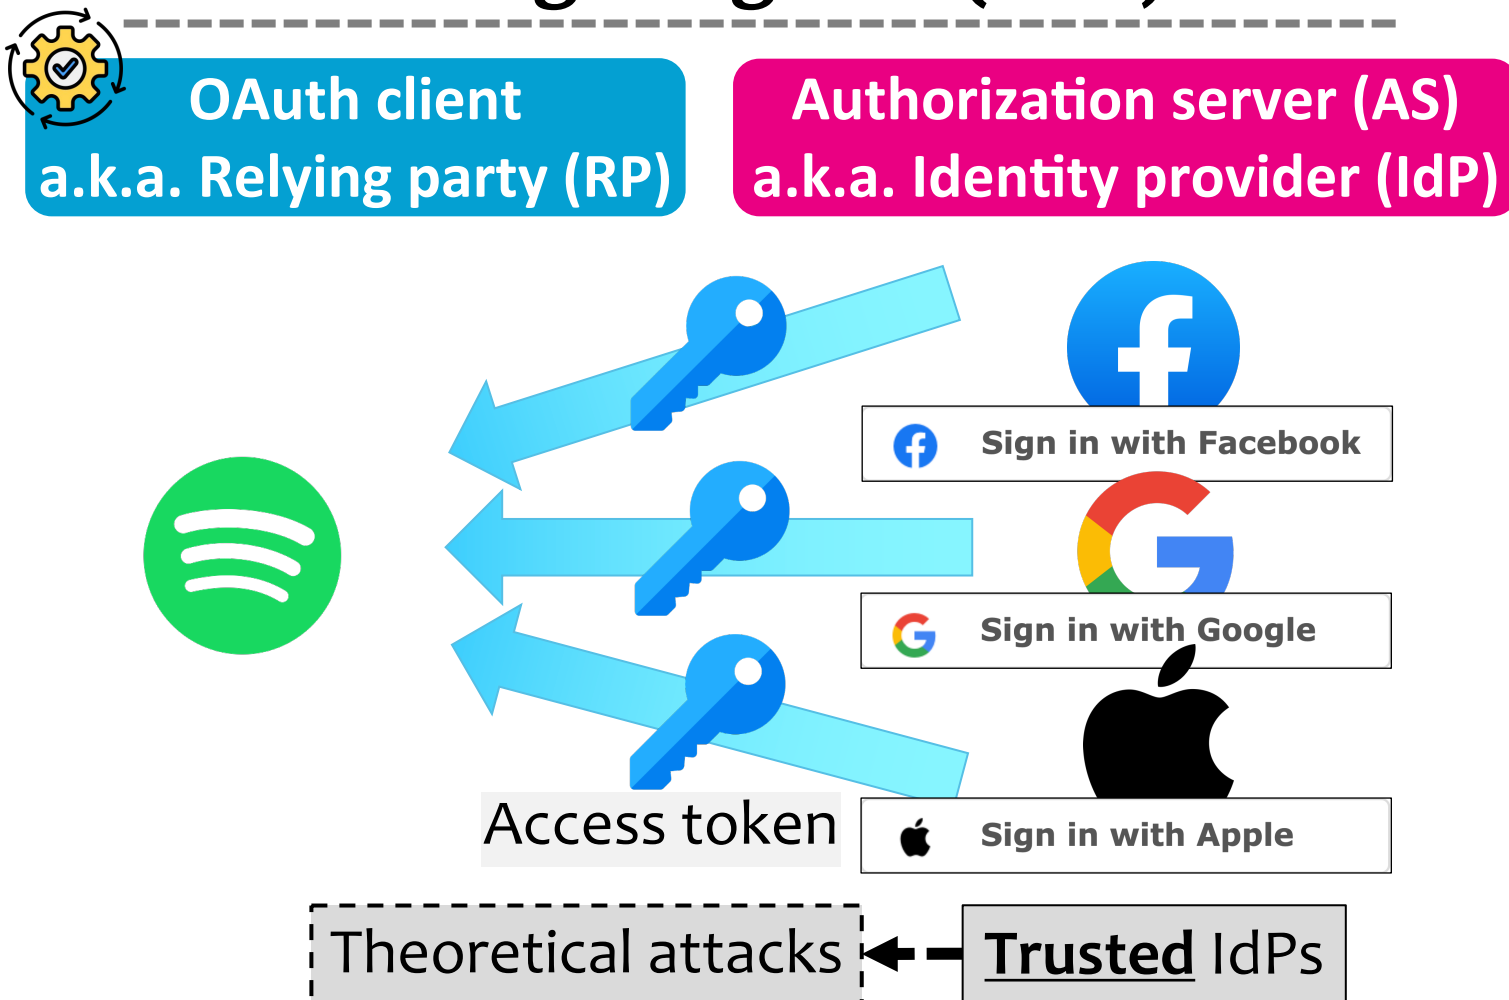 OAuth client
a.k.a. Relying party (RP)
Authorization server (AS)
a.k.a. Identity provider (IdP)
Sign in with Facebook
Sign in with Google
Sign in with Apple
Access token
Theoretical attacks
Trusted IdPs